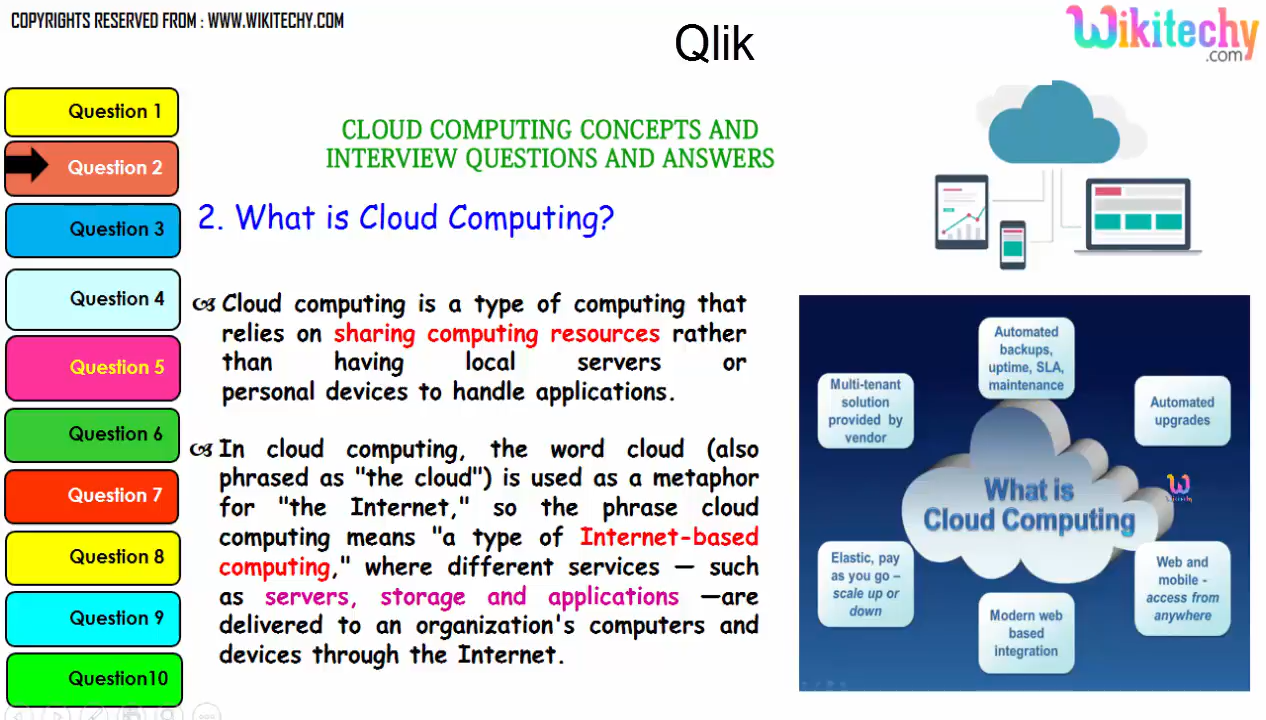 COPYRIGHTS RESERVED FROM : WWW.WIKITECHY.COM
Qlik
Wikitechy
.com
CLOUD COMPUTING CONCEPTS AND
INTERVIEW QUESTIONS AND ANSWERS
Question 1
Question 2
Question 3
Question 4
Question 5
Question 6
Question 7
Question 8
Question 9
Question10
2. What is Cloud Computing?
Cloud computing is a type of computing that
relies on sharing computing resources rather
than having local servers or
personal devices to handle applications.
In cloud computing, the word cloud (also
phrased as "the cloud") is used as a metaphor
for "the Internet," so the phrase cloud
computing means "a type of Internet-based
computing," where different services — such
as servers, storage and applications —are
delivered to an organization's computers and
devices through the Internet.
Automated
backups,
uptime, SLA,
maintenance
Multi-tenant
solution
provided by
vendor
Automated
upgrades
What is
Cloud Computing
W
Wikitechy
Elastic, pay
as you go –
scale up or
down
Web and
mobile -
access from
anywhere
Modern web
based
integration